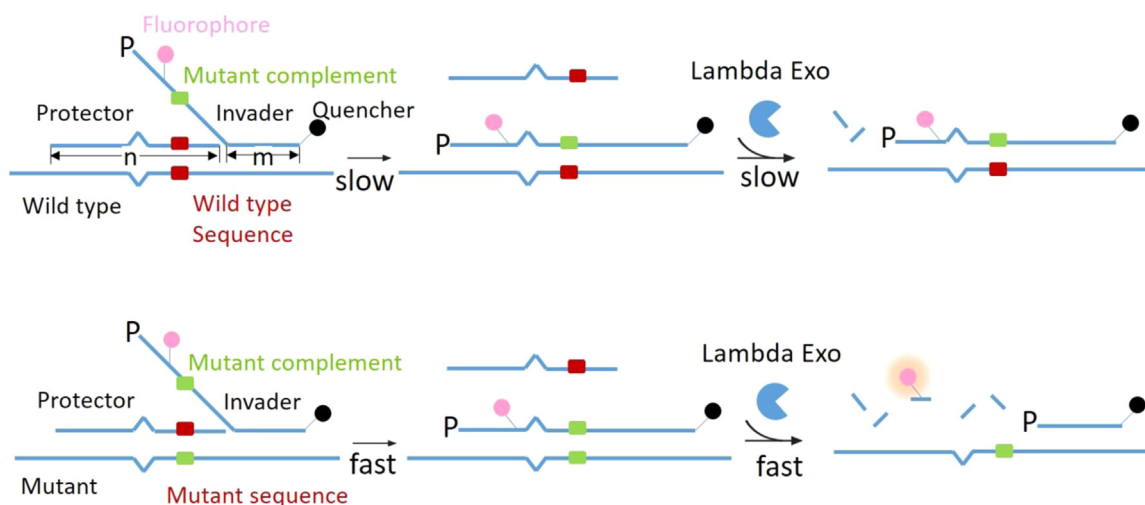 Fluorophore
P
Mutant complement
Protector
Invader
Quencher
n
m
Wild type
Wild type
Sequence
slow
P
Lambda Exo
slow
P
P
Mutant complement
Protector
Invader
Mutant
Mutant sequence
fast
P
Lambda Exo
fast
P